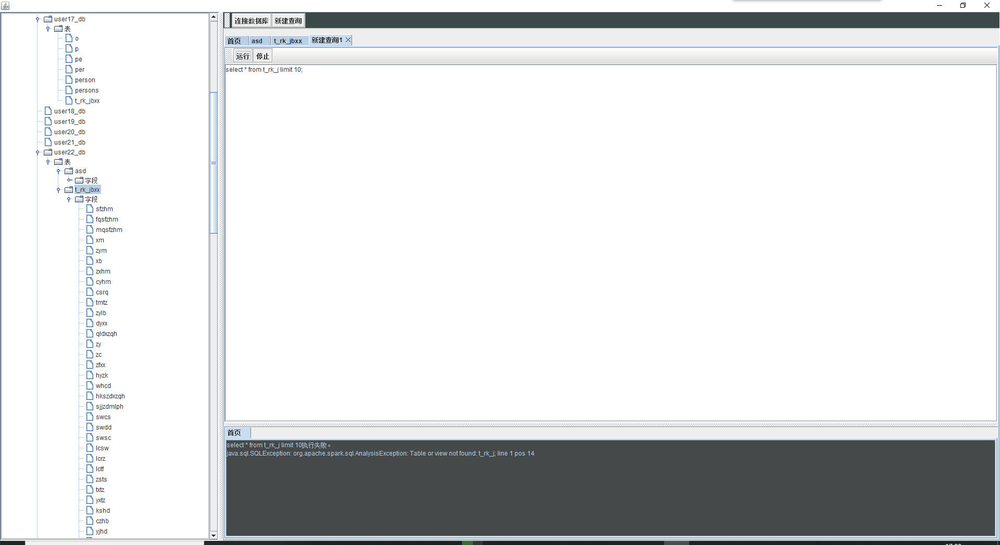 user17_db
表
o
p
pe
per
person
persons
t_rk_jbxx
user18_db
user19_db
user20_db
user21_db
user22_db
表
asd
字段
t_rk_jbxx
字段
sfzhm
fqsfzhm
mqsfzhm
xm
zym
xb
zxhm
cyhm
csrq
tmtz
zylb
dyxx
qldxzqh
zy
zc
zfxx
hyzk
whcd
hkszdxzqh
sjjzdmlph
swcs
swdd
swsc
lcsw
lcrz
lctf
zsts
txtz
yxtz
kshd
czhb
yjhd
连接数据库 新建查询
首页 asd t_rk_jbxx 新建查询1
运行 停止
select * from t_rk_j limit 10;
首页
select * from t_rk_j limit 10执行失败。
java.sql.SQLException: org.apache.spark.sql.AnalysisException: Table or view not found: t_rk_j; line 1 pos 14